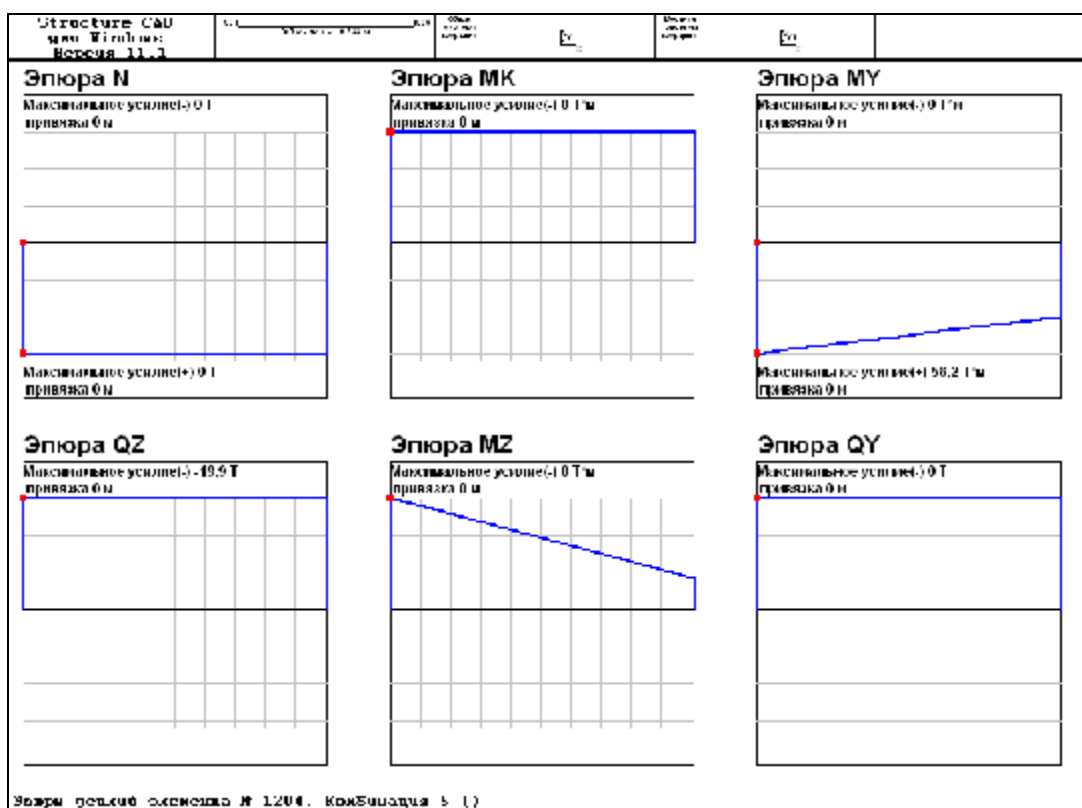 Structure CAD
для Windows
Версия 11.1
Эпюра N
Максимальное усилие(-) 0 Т
привязка 0 м
Максимальное усилие(+) 0 Т
привязка 0 м
Эпюра MK
Максимальное усилие(-) 0 Т*м
привязка 0 м
Эпюра MY
Максимальное усилие(-) 0 Т*м
привязка 0 м
Максимальное усилие(+) 58,2 Т*м
привязка 0 м
Эпюра QZ
Максимальное усилие(-) -19,9 Т
привязка 0 м
Эпюра MZ
Максимальное усилие(-) 0 Т*м
привязка 0 м
Эпюра QY
Максимальное усилие(-) 0 Т
привязка 0 м
Эпюры усилий элемента № 1204. Комбинация 5 ()